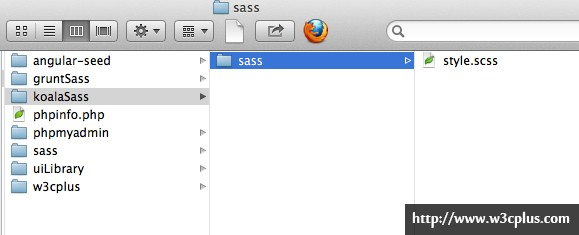 sass
angular-seed
gruntSass
koalaSass
phpinfo.php
phpmyadmin
sass
uiLibrary
w3cplus
sass
style.scss
http://www.w3cplus.com